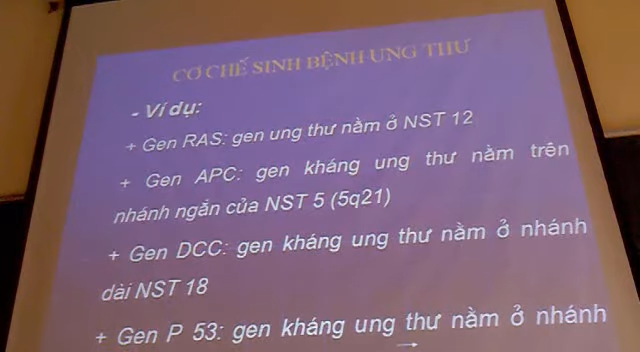 CƠ CHẾ SINH BỆNH UNG THƯ
- Ví dụ:
+ Gen RAS: gen ung thư nằm ở NST 12
+ Gen APC: gen kháng ung thư nằm trên
nhánh ngắn của NST 5 (5q21)
+ Gen DCC: gen kháng ung thư nằm ở nhánh
dài NST 18
+ Gen P 53: gen kháng ung thư nằm ở nhánh